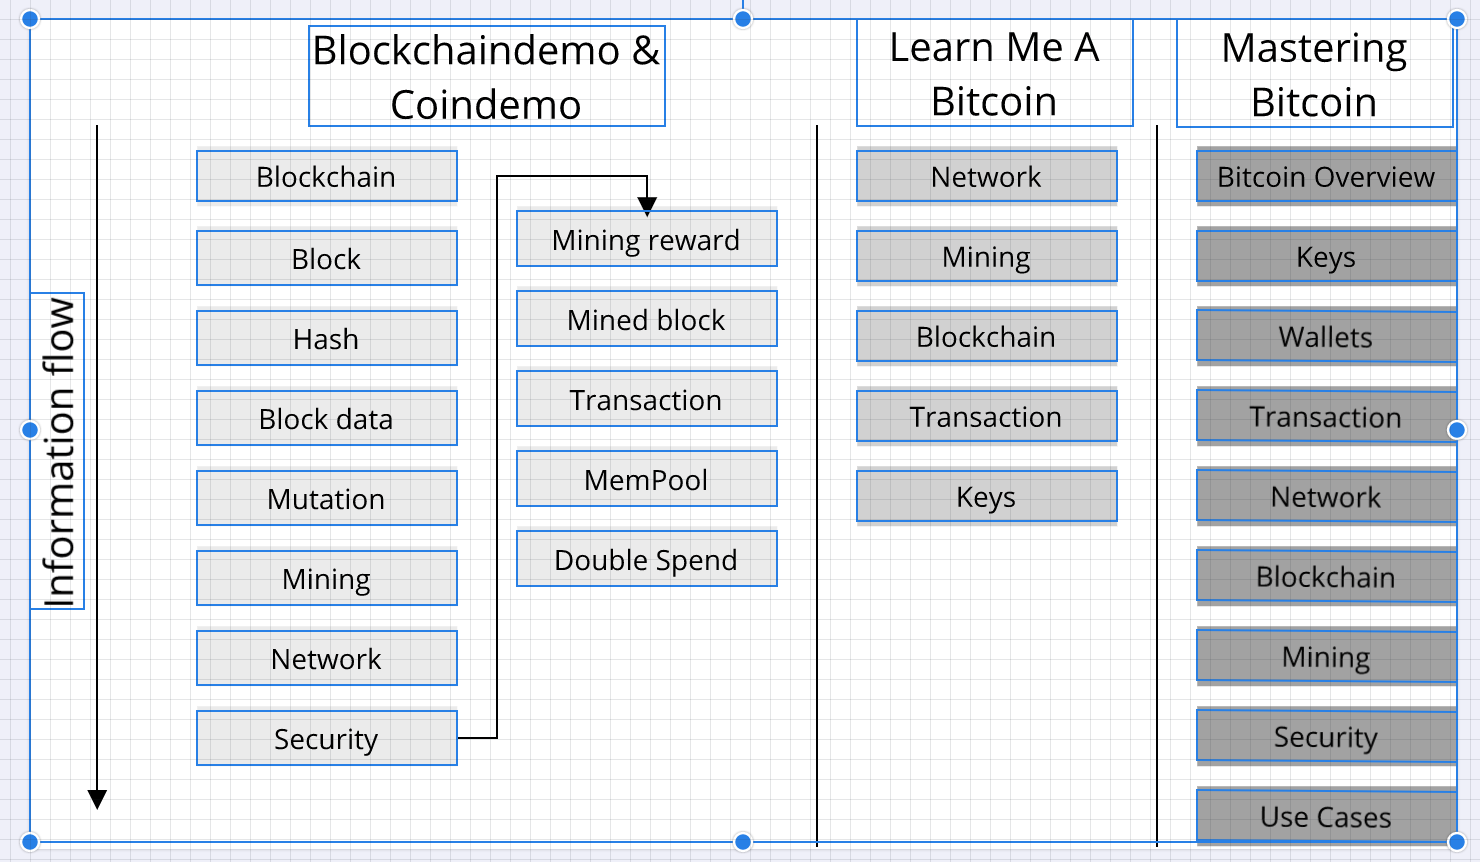 Blockchaindemo &
Coindemo
Learn Me A
Bitcoin
Mastering
Bitcoin
Information flow
Blockchain
Block
Hash
Block data
Mutation
Mining
Network
Security
Mining reward
Mined block
Transaction
MemPool
Double Spend
Network
Mining
Blockchain
Transaction
Keys
Bitcoin Overview
Keys
Wallets
Transaction
Network
Blockchain
Mining
Security
Use Cases